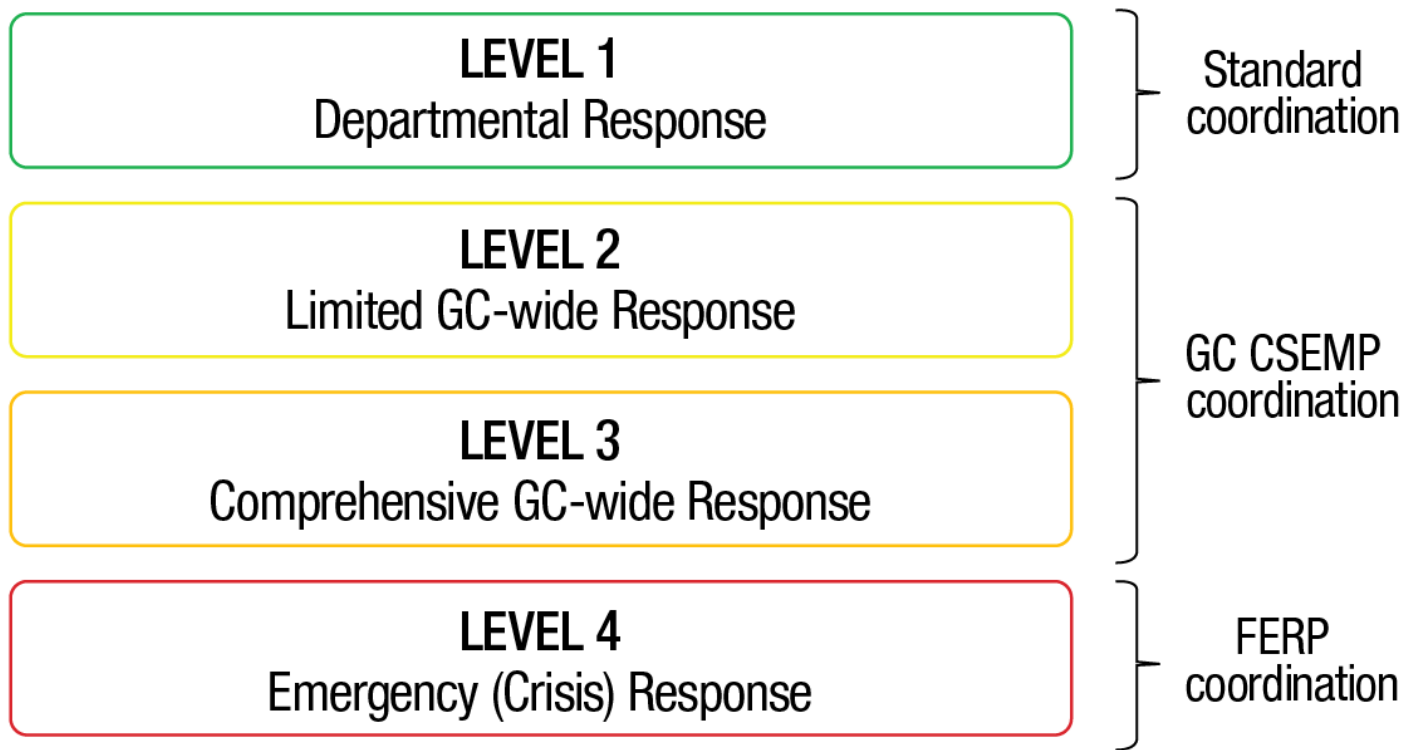 LEVEL 1
Departmental Response
Standard
coordination
LEVEL 2
Limited GC-wide Response
LEVEL 3
Comprehensive GC-wide Response
GC CSEMP
coordination
LEVEL 4
Emergency (Crisis) Response
FERP
coordination